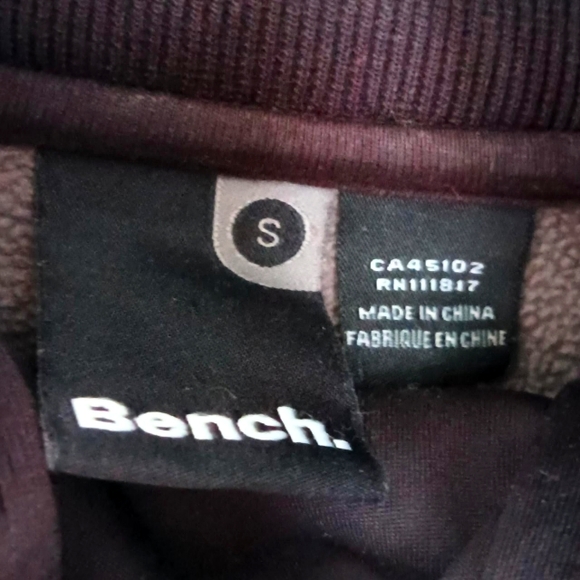 S
CA45102
RN111817
MADE IN CHINA
FABRIQUE EN CHINE
Bench.